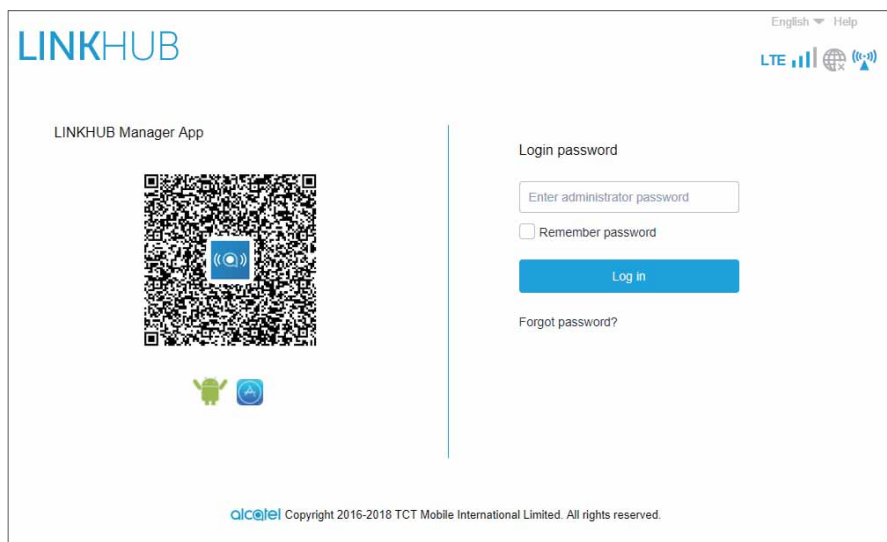 English Help
LINKHUB
LTE
LINKHUB Manager App
Login password
Enter administrator password
Remember password
Log in
Forgot password?
alcatel Copyright 2016-2018 TCT Mobile International Limited. All rights reserved.